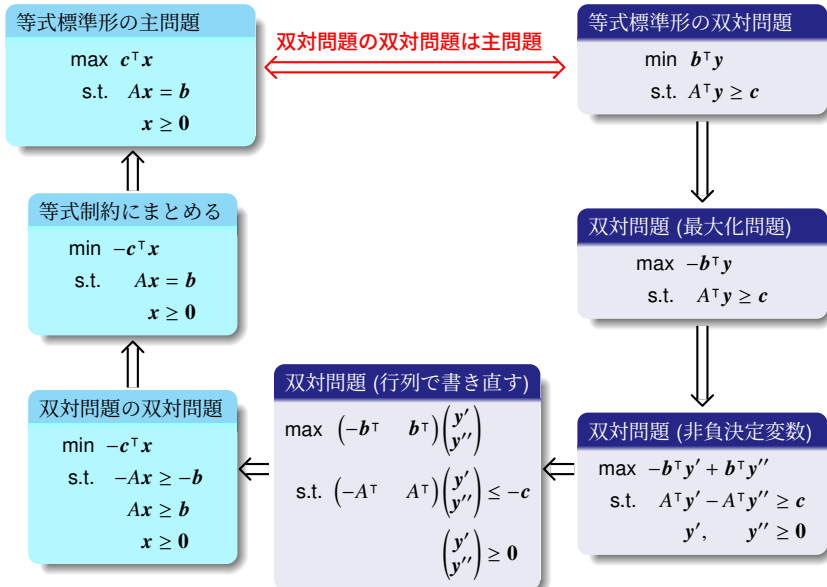 等式標準形の主問題
max c⊤x
s.t. Ax = b
x ≥ 0
双対問題の双対問題は主問題
等式標準形の双対問題
min b⊤y
s.t. A⊤y ≥ c
双対問題 (最大化問題)
max −b⊤y
s.t. A⊤y ≥ c
双対問題 (非負決定変数)
max −b⊤y′ + b⊤y′′
s.t. A⊤y′ − A⊤y′′ ≥ c
y′, y′′ ≥ 0
双対問題 (行列で書き直す)
max (−b⊤ b⊤)(y′ y′′)
s.t. (−A⊤ A⊤)(y′ y′′) ≤ −c
(y′ y′′) ≥ 0
双対問題の双対問題
min −c⊤x
s.t. −Ax ≥ −b
Ax ≥ b
x ≥ 0
等式制約にまとめる
min −c⊤x
s.t. Ax = b
x ≥ 0